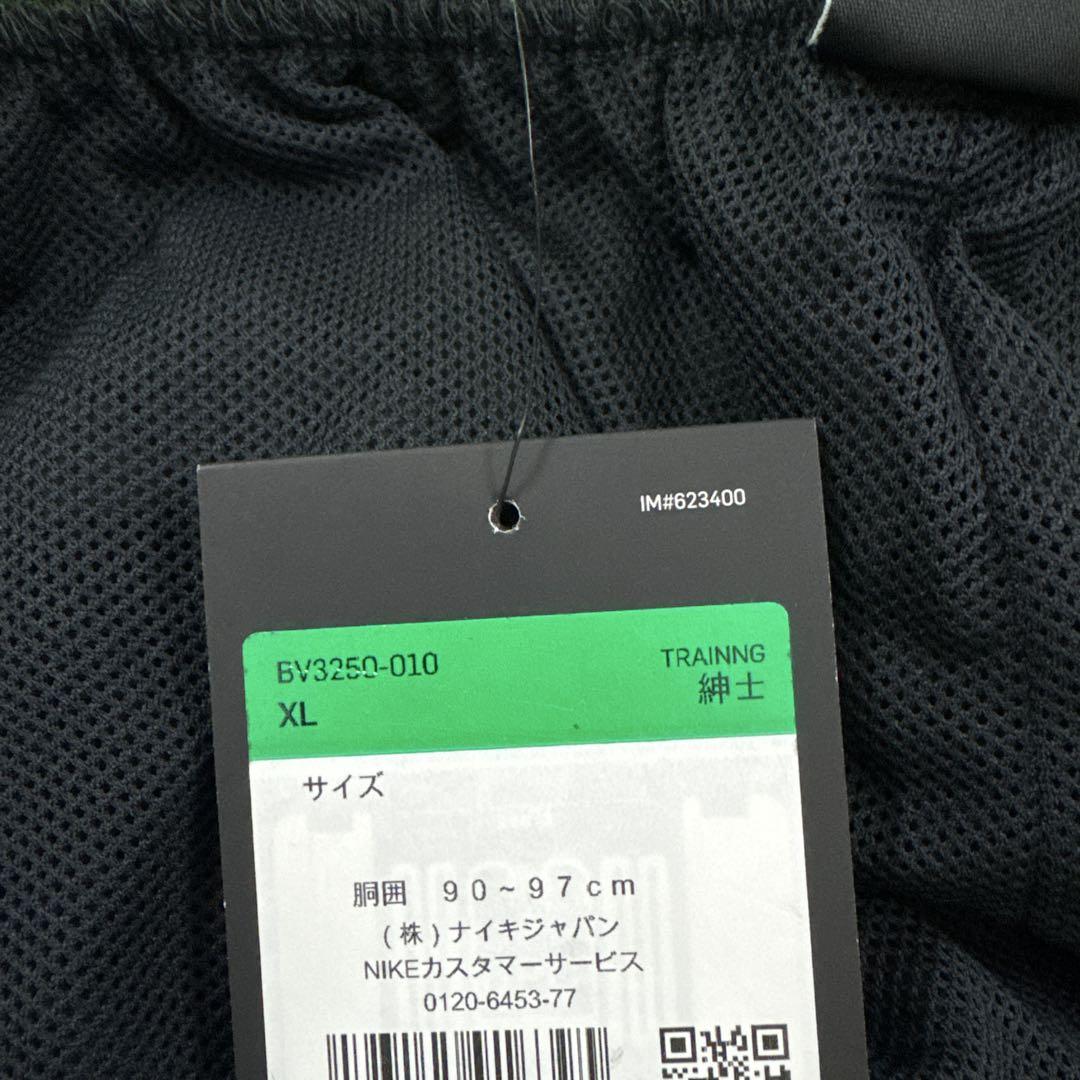 IM#623400
BV3250-010
TRAINNG
XL
紳士
サイズ
胴囲 90~97cm
(株)ナイキジャパン
NIKEカスタマーサービス
0120-6453-77